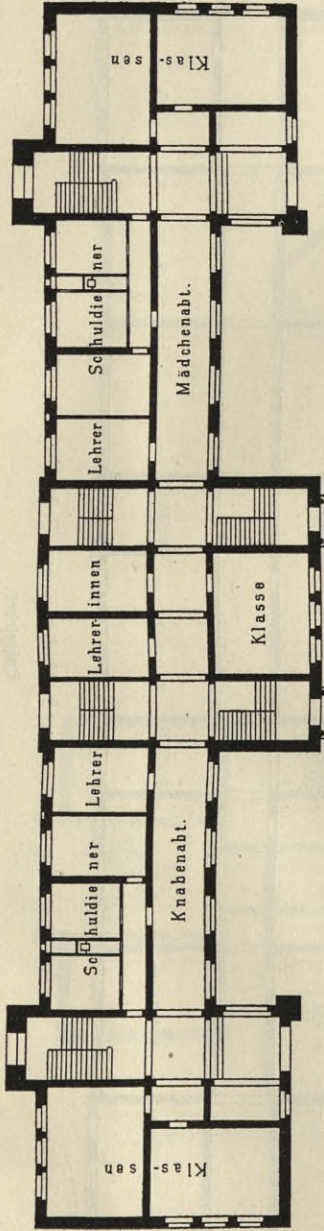 Klas-
sen
Schuldie ner
Lehrer
Mädchenabt.
Lehrer-innen
Klasse
Lehrer
Schuldie ner
Knabenabt.
Klas-
sen